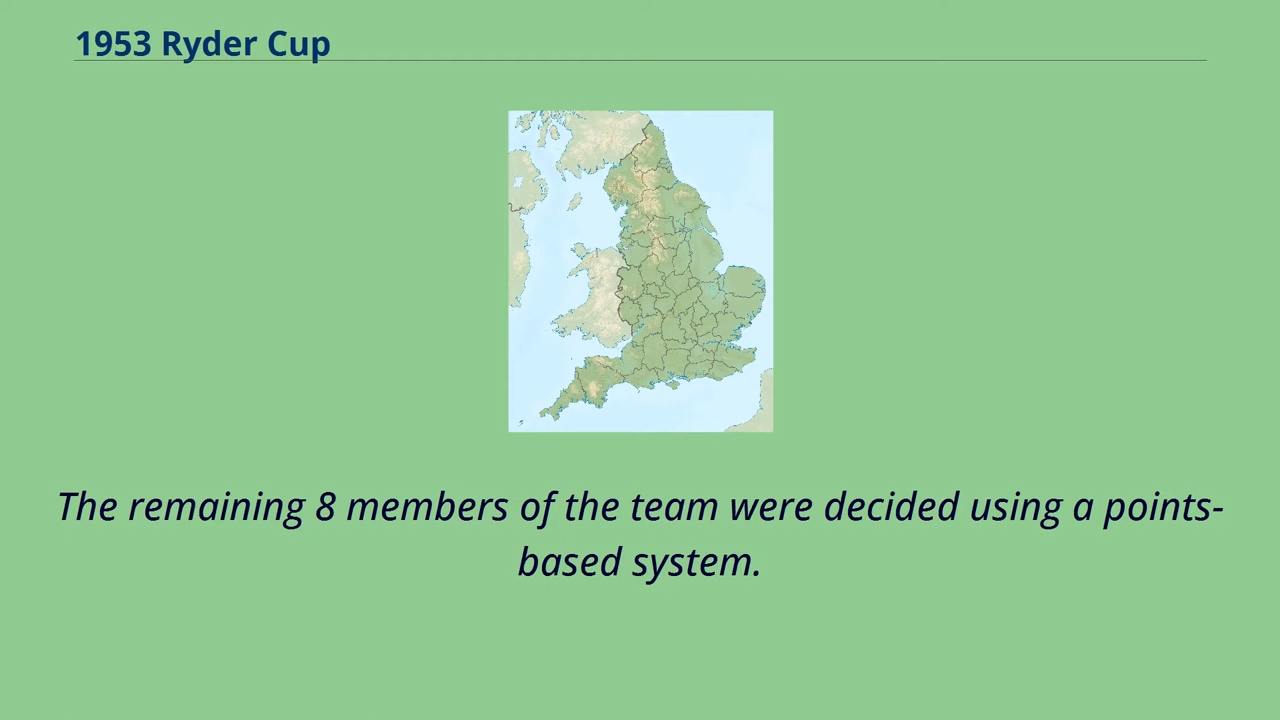 1953 Ryder Cup
The remaining 8 members of the team were decided using a points-
based system.